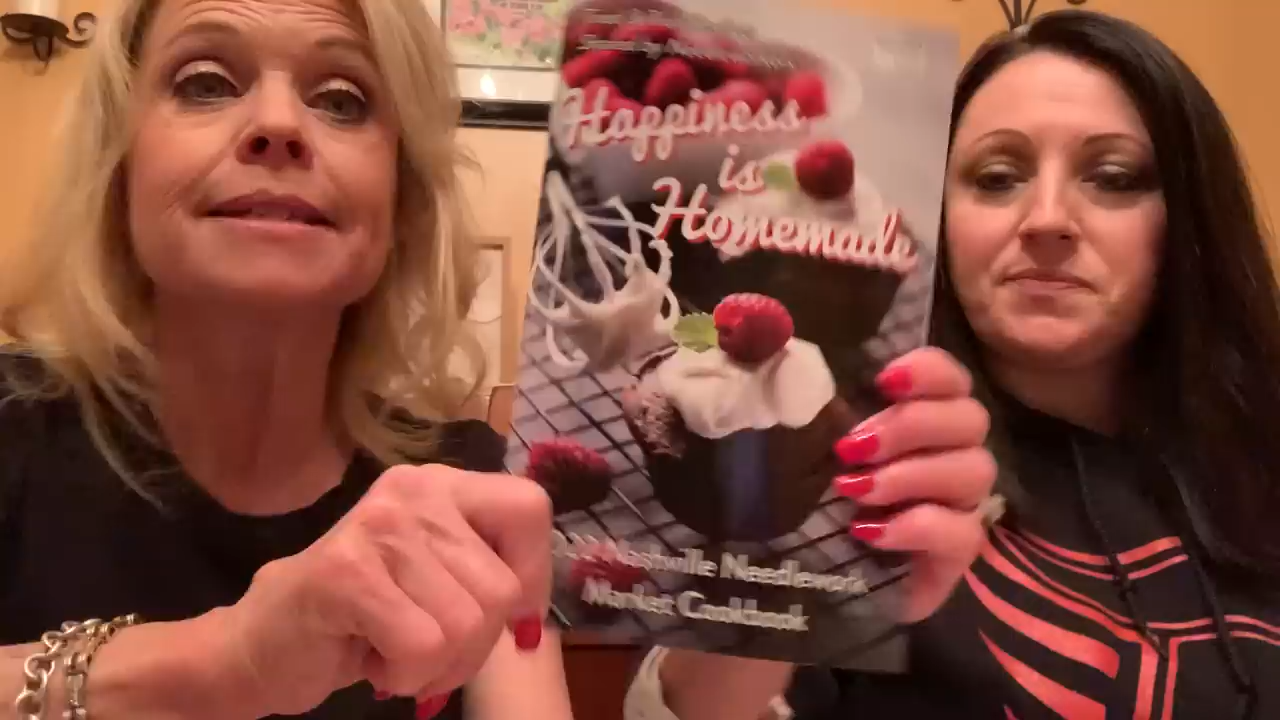 Happiness
is
Homemade
Nashville Needlework
Market Cookbook